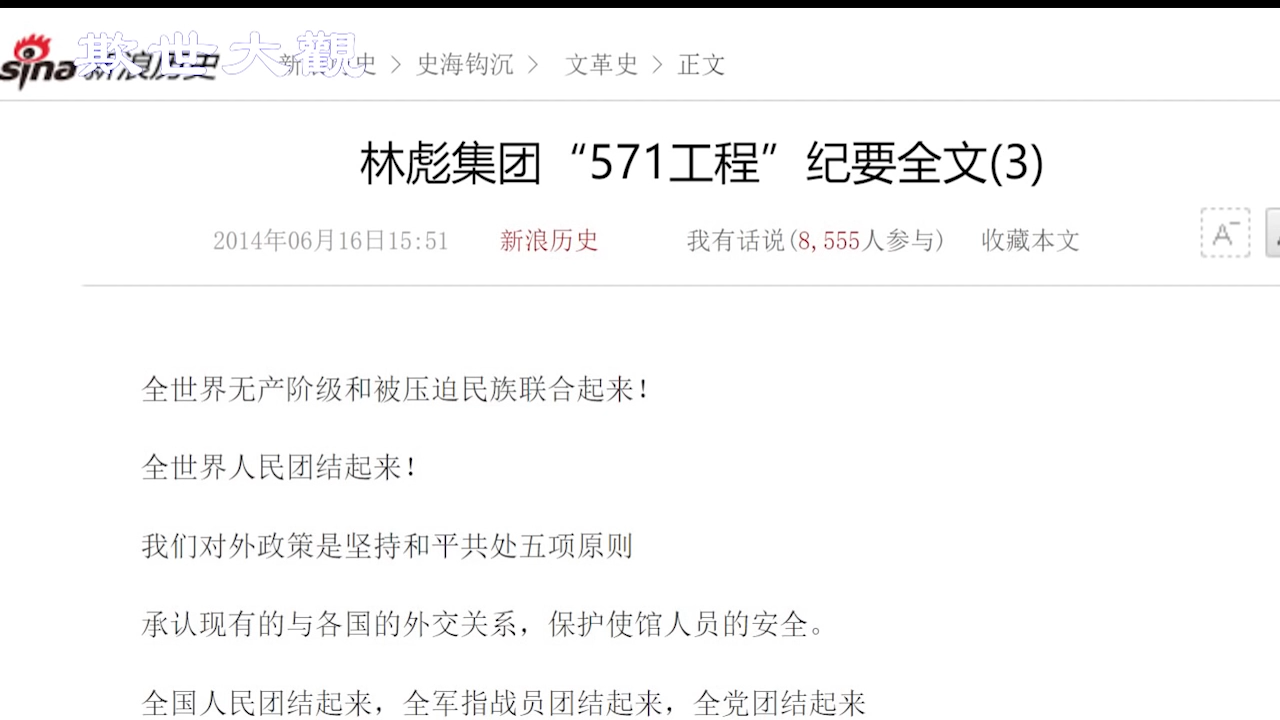 欺世大觀
sina 新浪历史 新浪历史 > 史海钩沉 > 文革史 > 正文
林彪集团“571工程”纪要全文(3)
2014年06月16日15:51 新浪历史 我有话说(8,555人参与) 收藏本文 A-
全世界无产阶级和被压迫民族联合起来!
全世界人民团结起来!
我们对外政策是坚持和平共处五项原则
承认现有的与各国的外交关系，保护使馆人员的安全。
全国人民团结起来，全军指战员团结起来，全党团结起来